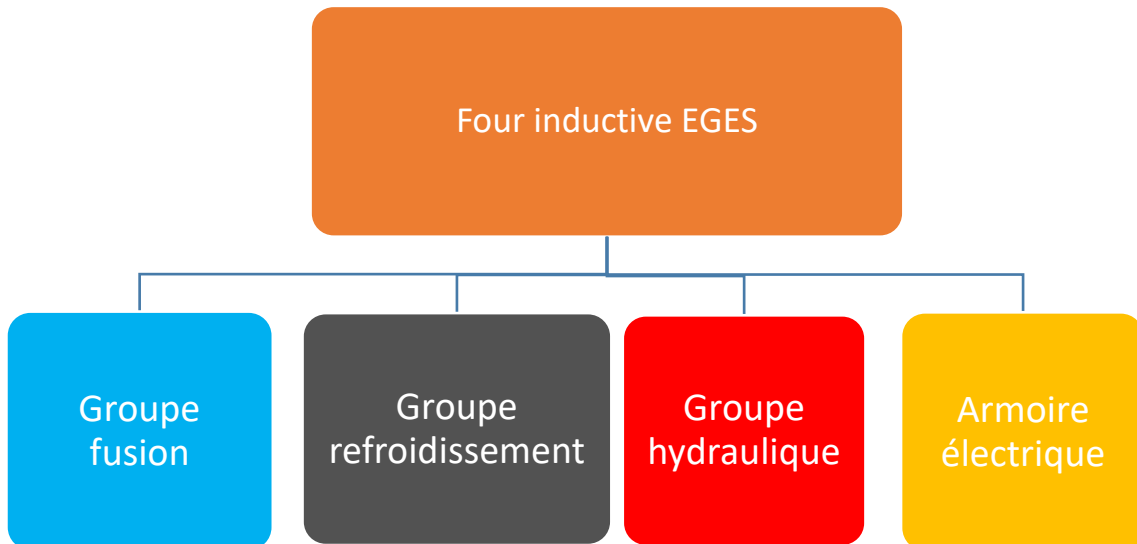 Four inductive EGES
Groupe
fusion
Groupe
refroidissement
Groupe
hydraulique
Armoire
électrique